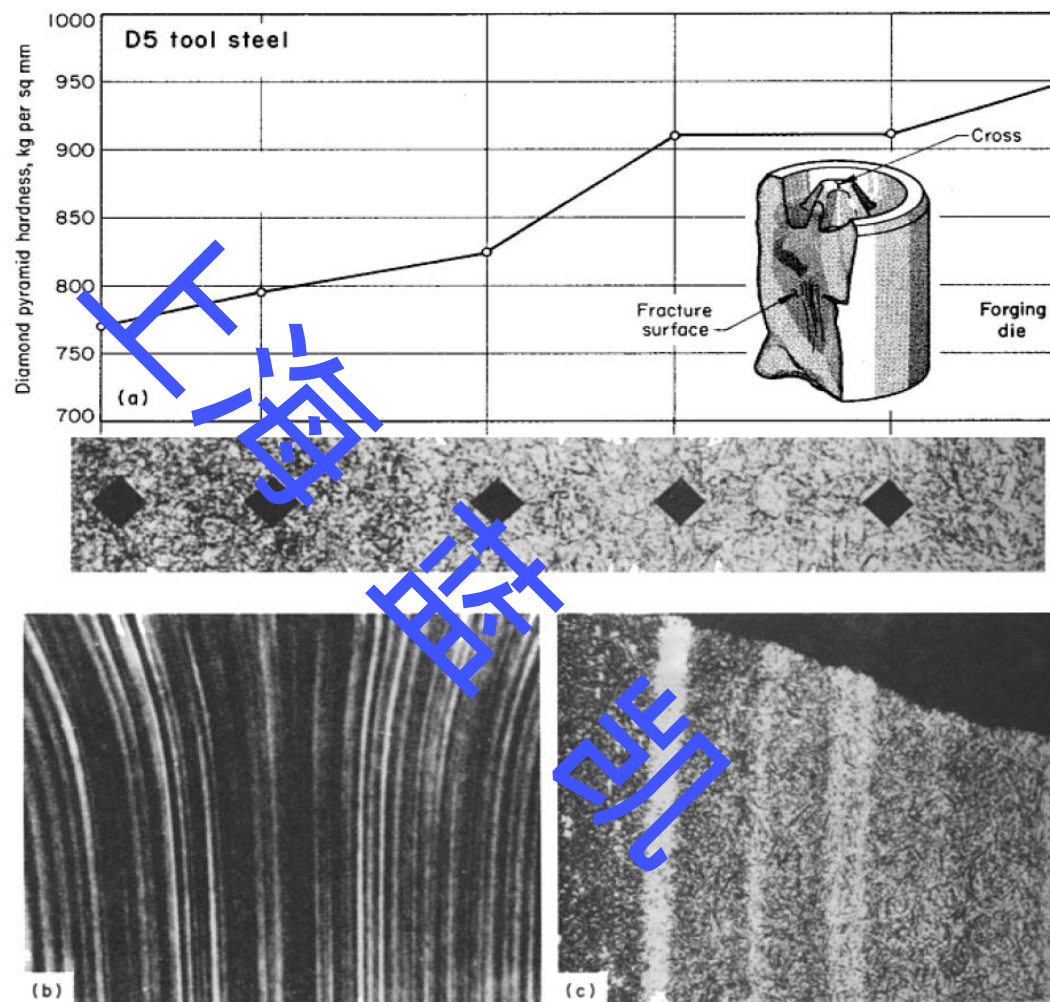 1000
D5 tool steel
950
900
850
800
750
700
Diamond pyramid hardness, kg per sq mm
Cross
Fracture
surface
Forging
die
(a)
上海皆凯
(b)
(c)